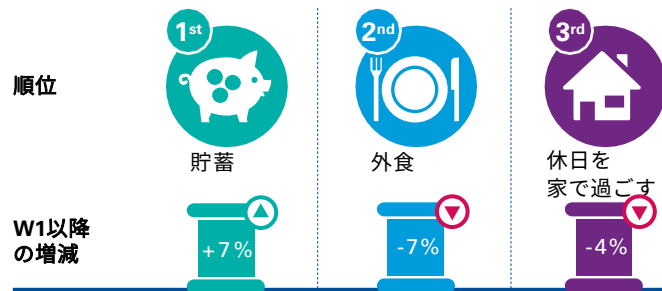 1st
2nd
3rd
順位
貯蓄
外食
休日を
家で過ごす
W1以降
の増減
+7%
-7%
-4%